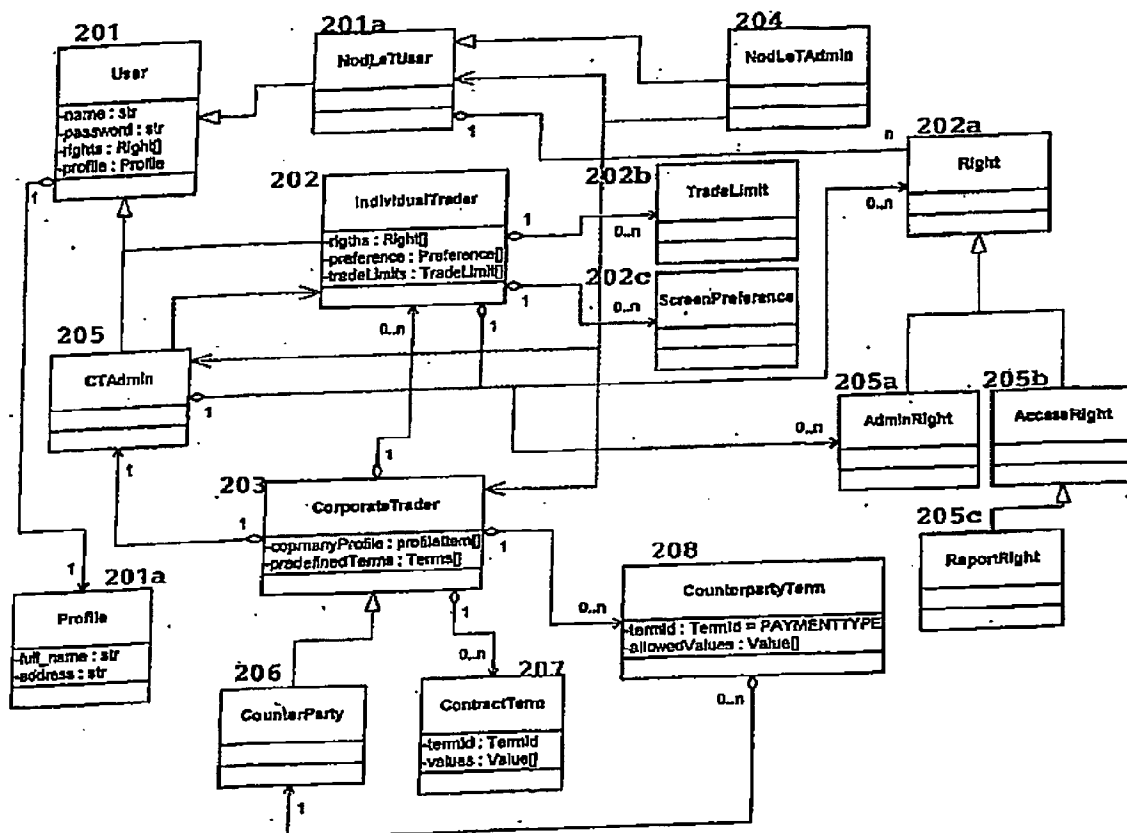 201
User
-name : str
-password : str
-rights : Right[]
-profile : Profile
1
201a
NodLeTUser
1
204
NodLeTAdmin
n
202a
Right
0..n
202
IndividualTrader
-rigths : Right[]
-preference : Preference[]
-tradeLimits : TradeLimit[]
1
1
0..n
1
202b
TradeLimit
0..n
202c
ScreenPreference
0..n
205
CTAdmin
1
1
205a
AdminRight
0..n
205b
AccessRight
205c
ReportRight
203
CorporateTrader
-copmanyProfile : profileItem[]
-predefinedTerms : Terms[]
1
1
1
1
208
CounterpartyTerm
-termId : TermId = PAYMENTTYPE
-allowedValues : Value[]
0..n
0..n
1
201a
Profile
-full_name : str
-address : str
206
CounterParty
1
0..n
207
ContractTerm
-termId : TermId
-values : Value[]